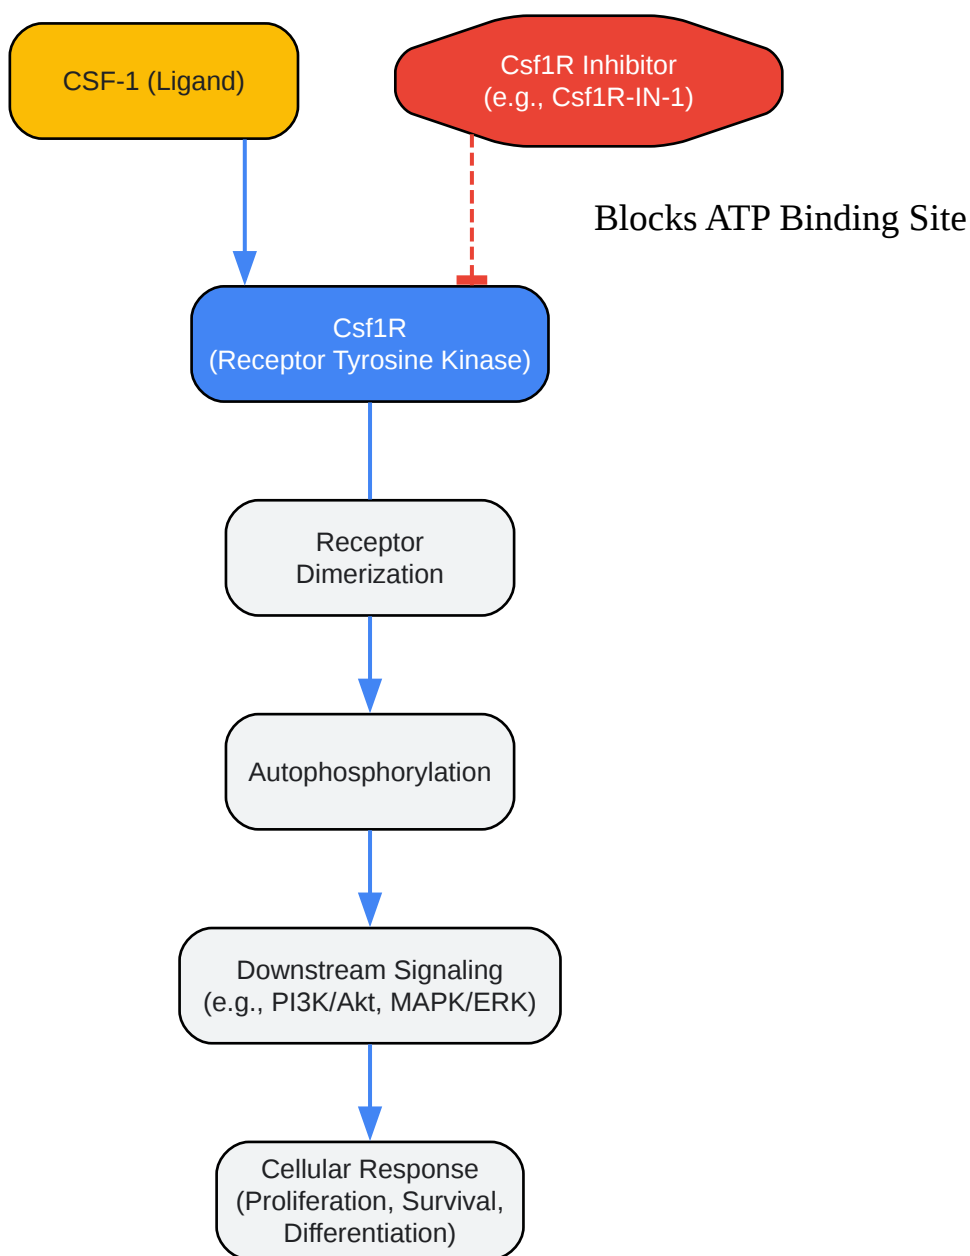 CSF-1 (Ligand)
Csf1R Inhibitor
(e.g., Csf1R-IN-1)
Blocks ATP Binding Site
Csf1R
(Receptor Tyrosine Kinase)
Receptor
Dimerization
Autophosphorylation
Downstream Signaling
(e.g., PI3K/Akt, MAPK/ERK)
Cellular Response
(Proliferation, Survival,
Differentiation)